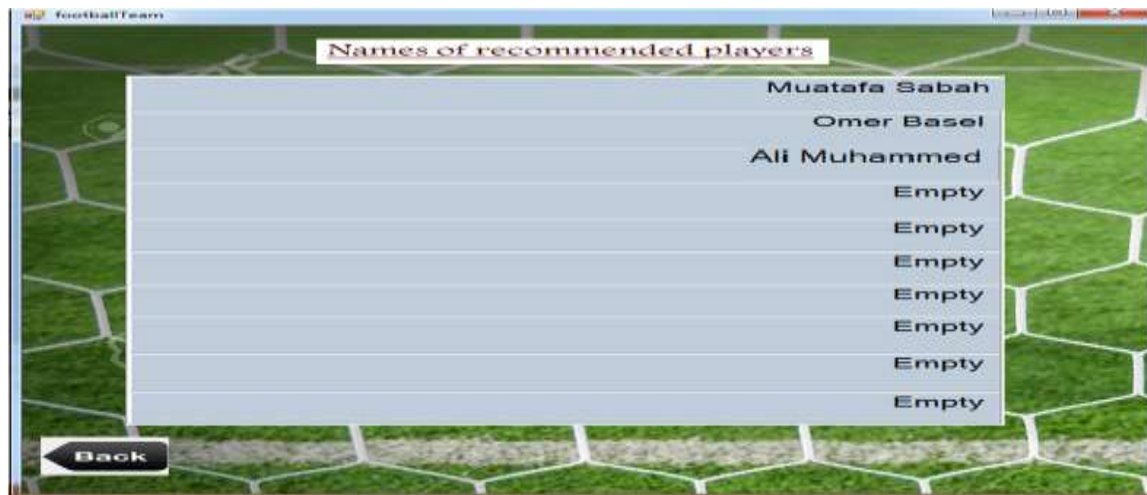 footballTeam
Names of recommended players
Muatafa Sabah
Omer Basel
Ali Muhammed
Empty
Empty
Empty
Empty
Empty
Empty
Empty
Back